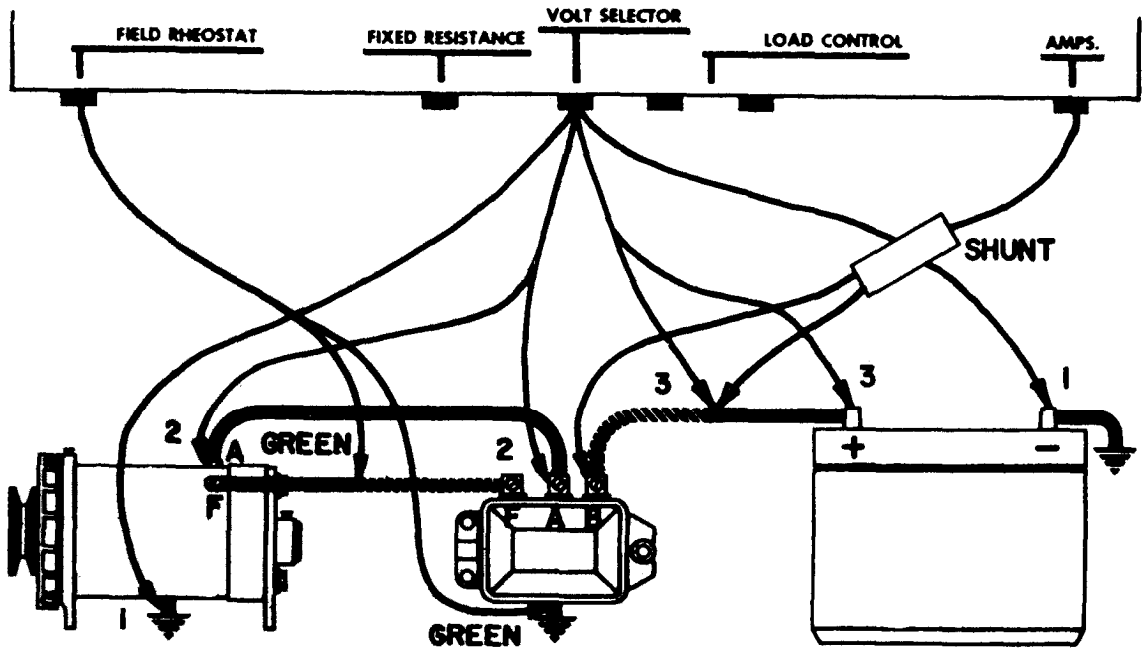 FIELD RHEOSTAT
FIXED RESISTANCE
VOLT SELECTOR
LOAD CONTROL
AMPS.
SHUNT
3
3
1
2
A
GREEN
2
+
-
F
F A B
1
GREEN